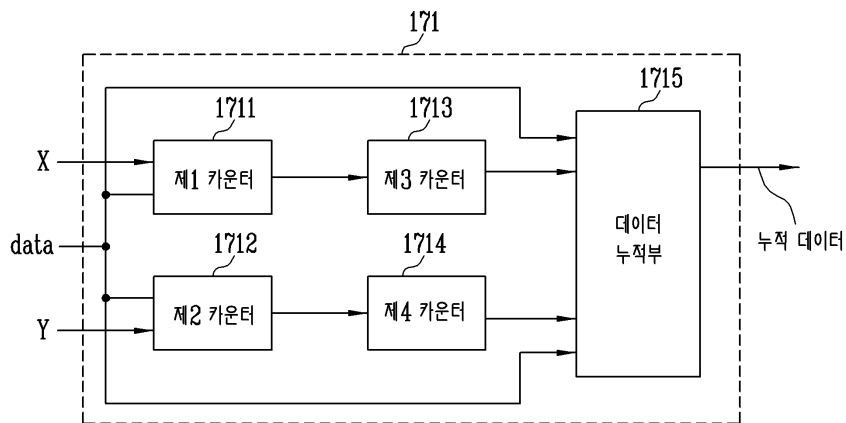 171
1711
1713
1715
X
제1 카운터
제3 카운터
data
데이터
누적부
누적 데이터
1712
1714
Y
제2 카운터
제4 카운터